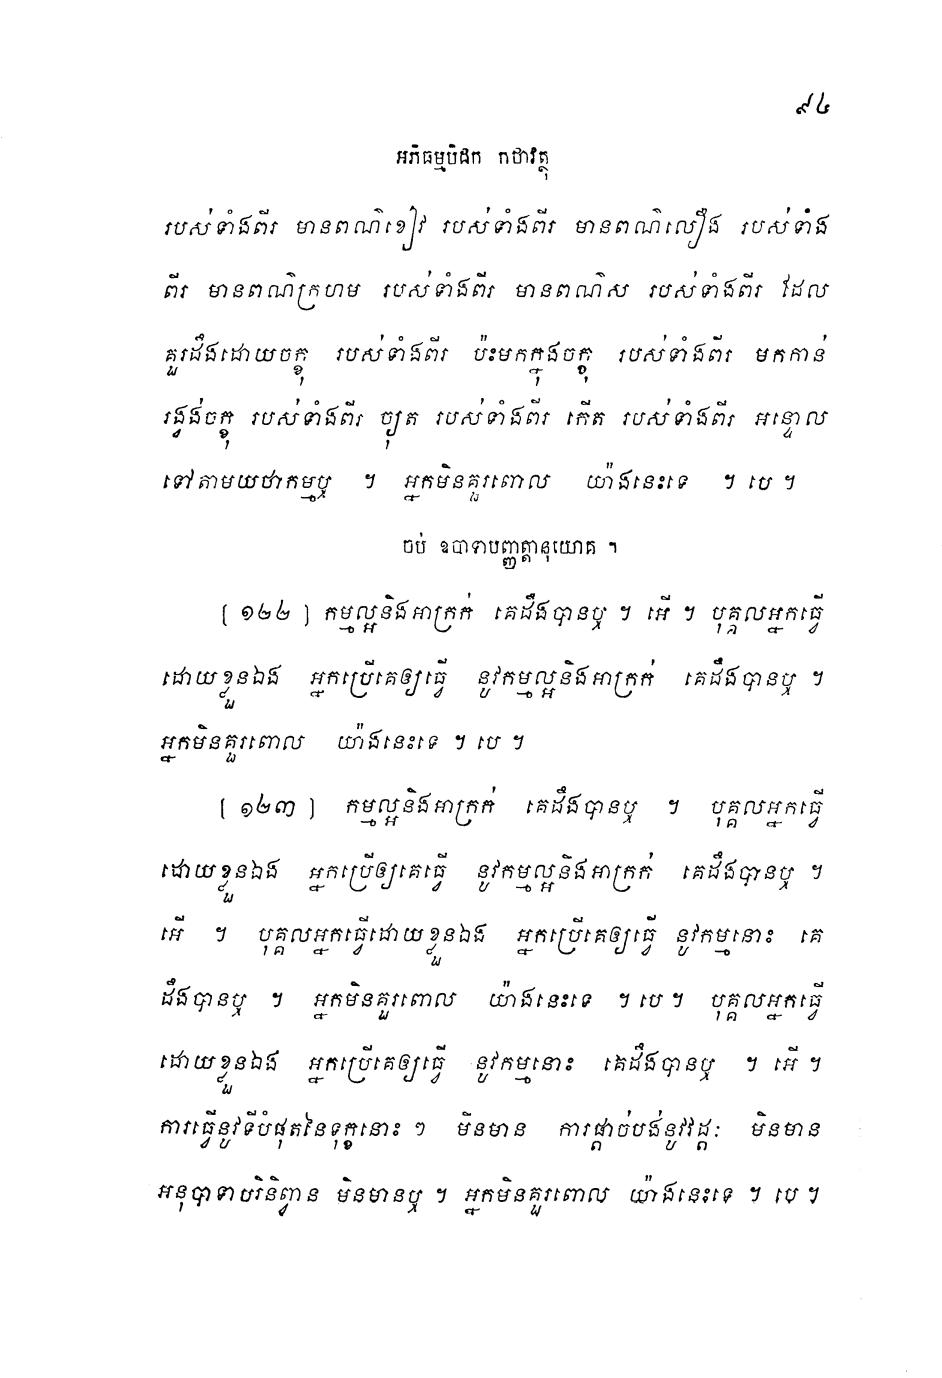 ៩៤
អភិធម្មបិដក កថាវត្ថុ
របស់ទាំងពីរ មានពណ៌ខៀវ របស់ទាំងពីរ មានពណ៌លឿង របស់ទាំង
ពីរ មានពណ៌ក្រហម របស់ទាំងពីរ មានពណ៌ស របស់ទាំងពីរ ដែល
គួរដឹងដោយចក្ខុ របស់ទាំងពីរ ប៉ះមកក្នុងចក្ខុ របស់ទាំងពីរ មកកាន់
រង្វង់ចក្ខុ របស់ទាំងពីរ ច្យុត របស់ទាំងពីរ កើត របស់ទាំងពីរ អន្ទោល
ទៅតាមយថាកម្មឬ ។ អ្នកមិនគួរពោល យ៉ាងនេះទេ ។ បេ ។
ចប់ ឧបាទាបញ្ញត្តានុយោគ ។
[ ១២២ ] កម្មល្អនិងអាក្រក់ គេដឹងបានឬ ។ អើ ។ បុគ្គលអ្នកធ្វើ
ដោយខ្លួនឯង អ្នកប្រើគេឲ្យធ្វើ នូវកម្មល្អនិងអាក្រក់ គេដឹងបានឬ ។
អ្នកមិនគួរពោល យ៉ាងនេះទេ ។ បេ ។
[ ១២៣ ] កម្មល្អនិងអាក្រក់ គេដឹងបានឬ ។ បុគ្គលអ្នកធ្វើ
ដោយខ្លួនឯង អ្នកប្រើឲ្យគេធ្វើ នូវកម្មល្អនិងអាក្រក់ គេដឹងបានឬ ។
អើ ។ បុគ្គលអ្នកធ្វើដោយខ្លួនឯង អ្នកប្រើគេឲ្យធ្វើ នូវកម្មនោះ គេ
ដឹងបានឬ ។ អ្នកមិនគួរពោល យ៉ាងនេះទេ ។ បេ ។ បុគ្គលអ្នកធ្វើ
ដោយខ្លួនឯង អ្នកប្រើគេឲ្យធ្វើ នូវកម្មនោះ គេដឹងបានឬ ។ អើ ។
ការធ្វើនូវទីបំផុតនៃទុក្ខនោះ ៗ មិនមាន ការផ្តាច់បង់នូវវដ្តៈ មិនមាន
អនុបាទាបរិនិព្វាន មិនមានឬ ។ អ្នកមិនគួរពោល យ៉ាងនេះទេ ។ បេ ។